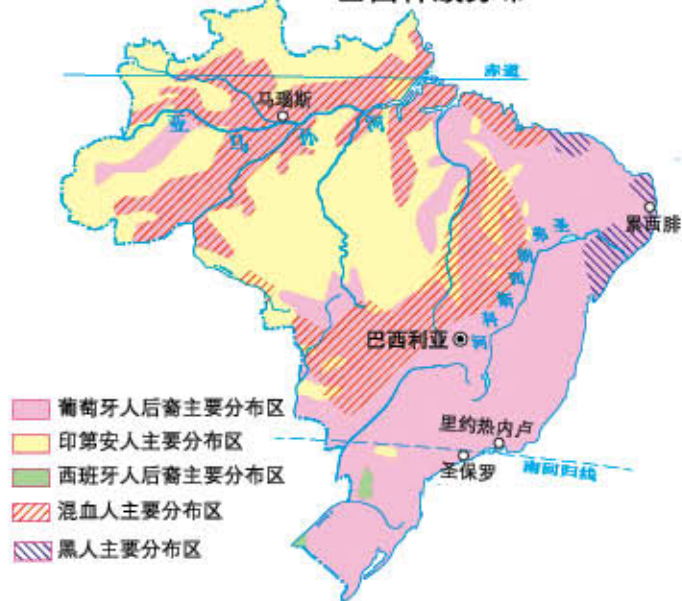 赤道
马瑙斯
亚马孙河
累西腓
圣弗朗西斯科河
巴西利亚
葡萄牙人后裔主要分布区
里约热内卢
印第安人主要分布区
圣保罗
南回归线
西班牙人后裔主要分布区
混血人主要分布区
黑人主要分布区